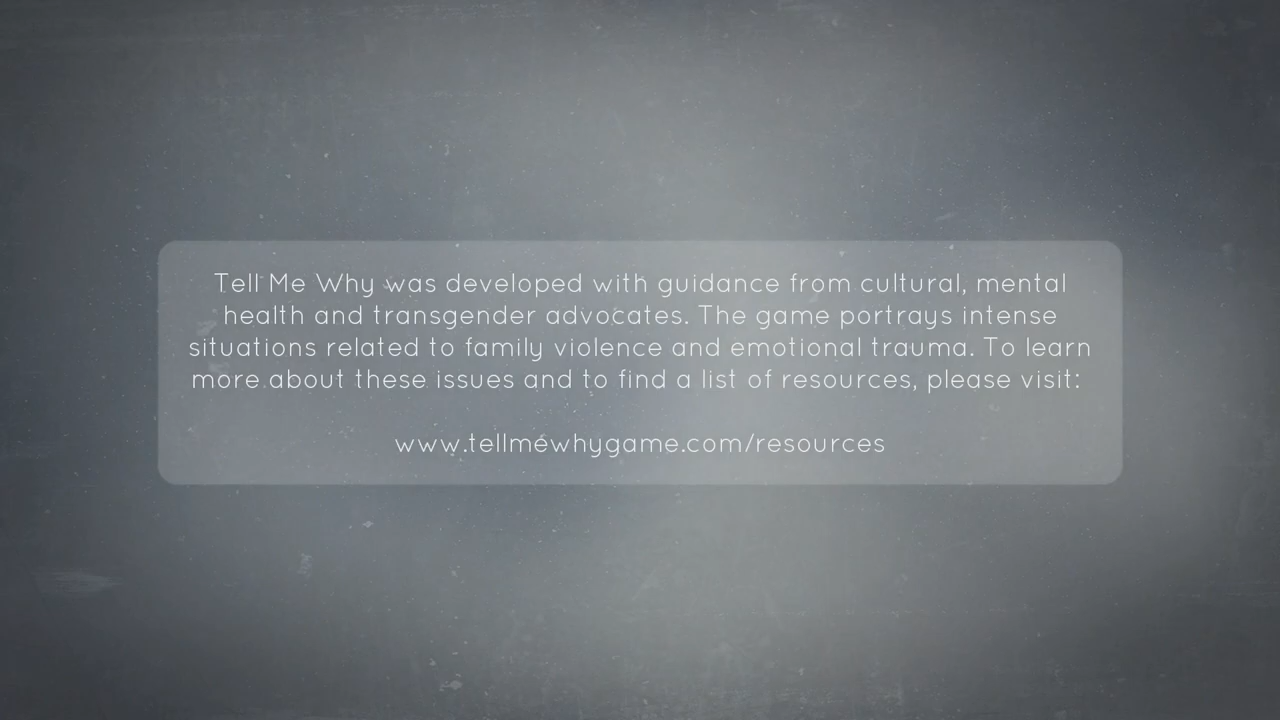 Tell Me Why was developed with guidance from cultural, mental
health and transgender advocates. The game portrays intense
situations related to family violence and emotional trauma. To learn
more about these issues and to find a list of resources, please visit:
www.tellmewhygame.com/resources